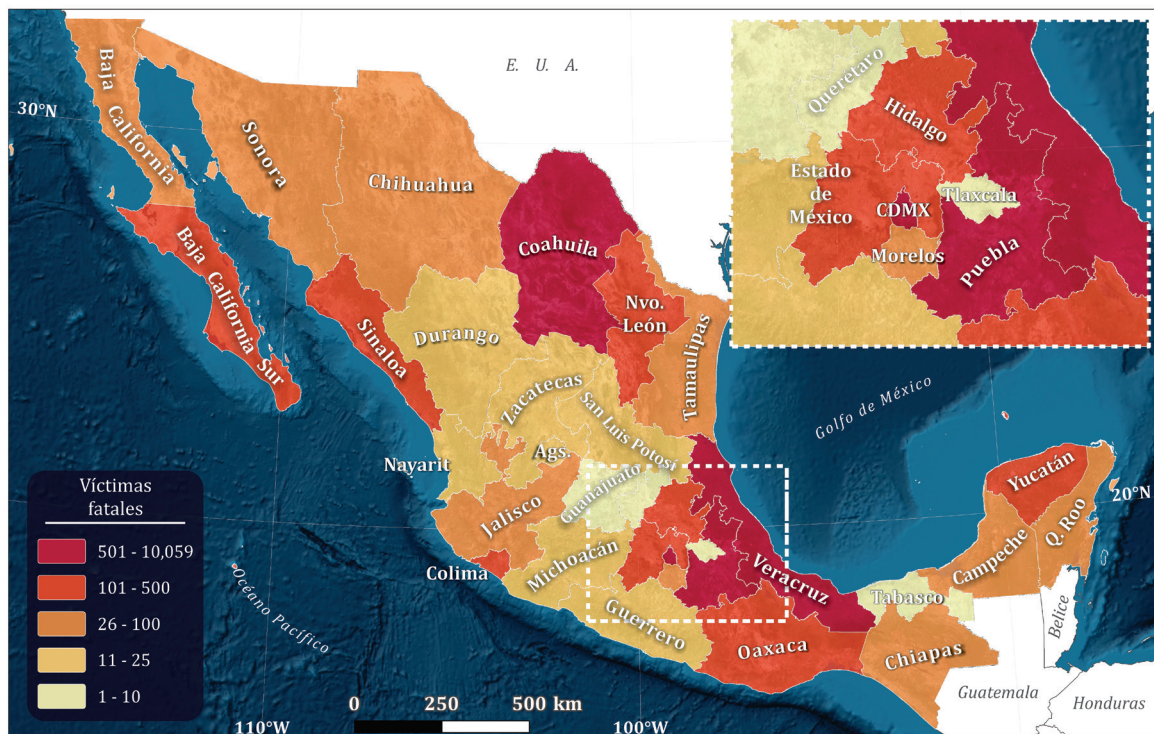 E. U. A.
30°N
Baja California
Sonora
Chihuahua
Coahuila
Baja California Sur
Sinaloa
Durango
Nvo.
León
Tamaulipas
Zacatecas
San Luis Potosí
Ags.
Nayarit
Guanajuato
Jalisco
Colima
Michoacán
Guerrero
Veracruz
Oaxaca
Tabasco
Chiapas
Campeche
Yucatán
Q. Roo
20°N
Belice
Guatemala
Honduras
Golfo de México
Océano Pacífico
Querétaro
Hidalgo
Estado
de
México
CDMX
Tlaxcala
Morelos
Puebla
Víctimas
fatales
501 - 10,059
101 - 500
26 - 100
11 - 25
1 - 10
0 250 500 km
110°W
100°W